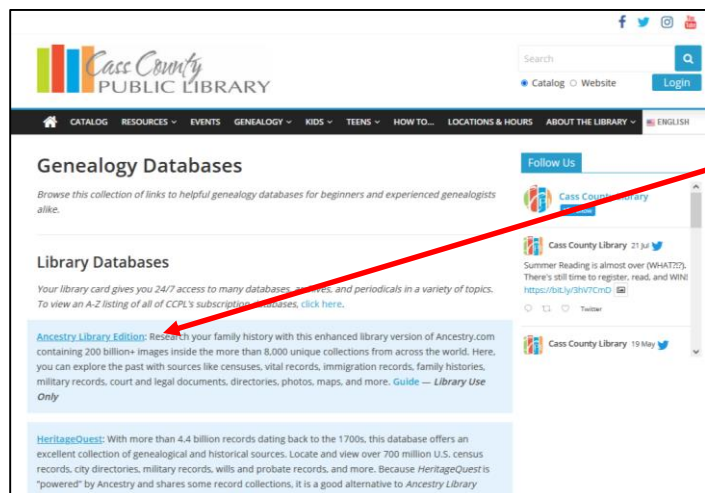 Cass County
PUBLIC LIBRARY
Search
Catalog Website
Login
CATALOG RESOURCES EVENTS GENEALOGY KIDS TEENS HOW TO... LOCATIONS & HOURS ABOUT THE LIBRARY ENGLISH
Genealogy Databases
Browse this collection of links to helpful genealogy databases for beginners and experienced genealogists
alike.
Library Databases
Your library card gives you 24/7 access to many databases, archives, and periodicals in a variety of topics.
To view an A-Z listing of all of CCPL's subscription databases, click here.
Ancestry Library Edition: Research your family history with this enhanced library version of Ancestry.com
containing 200 billion+ images inside the more than 8,000 unique collections from across the world. Here,
you can explore the past with sources like censuses, vital records, immigration records, family histories,
military records, court and legal documents, directories, photos, maps, and more. Guide — Library Use
Only
HeritageQuest: With more than 4.4 billion records dating back to the 1700s, this database offers an
excellent collection of genealogical and historical sources. Locate and view over 700 million U.S. census
records, city directories, military records, wills and probate records, and more. Because HeritageQuest is
"powered" by Ancestry and shares some record collections, it is a good alternative to Ancestry Library
Follow Us
Cass County Library
Cass County Library 21 Jul
Summer Reading is almost over (WHAT?!?).
There's still time to register, read, and WIN!
https://bit.ly/3hV7CmD
Twitter
Cass County Library 19 May